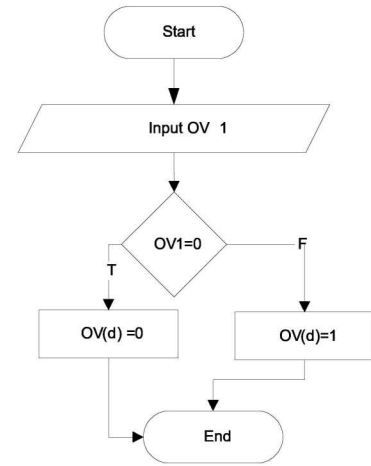 Start
Input OV 1
OV1=0
T
F
OV(d) =0
OV(d)=1
End